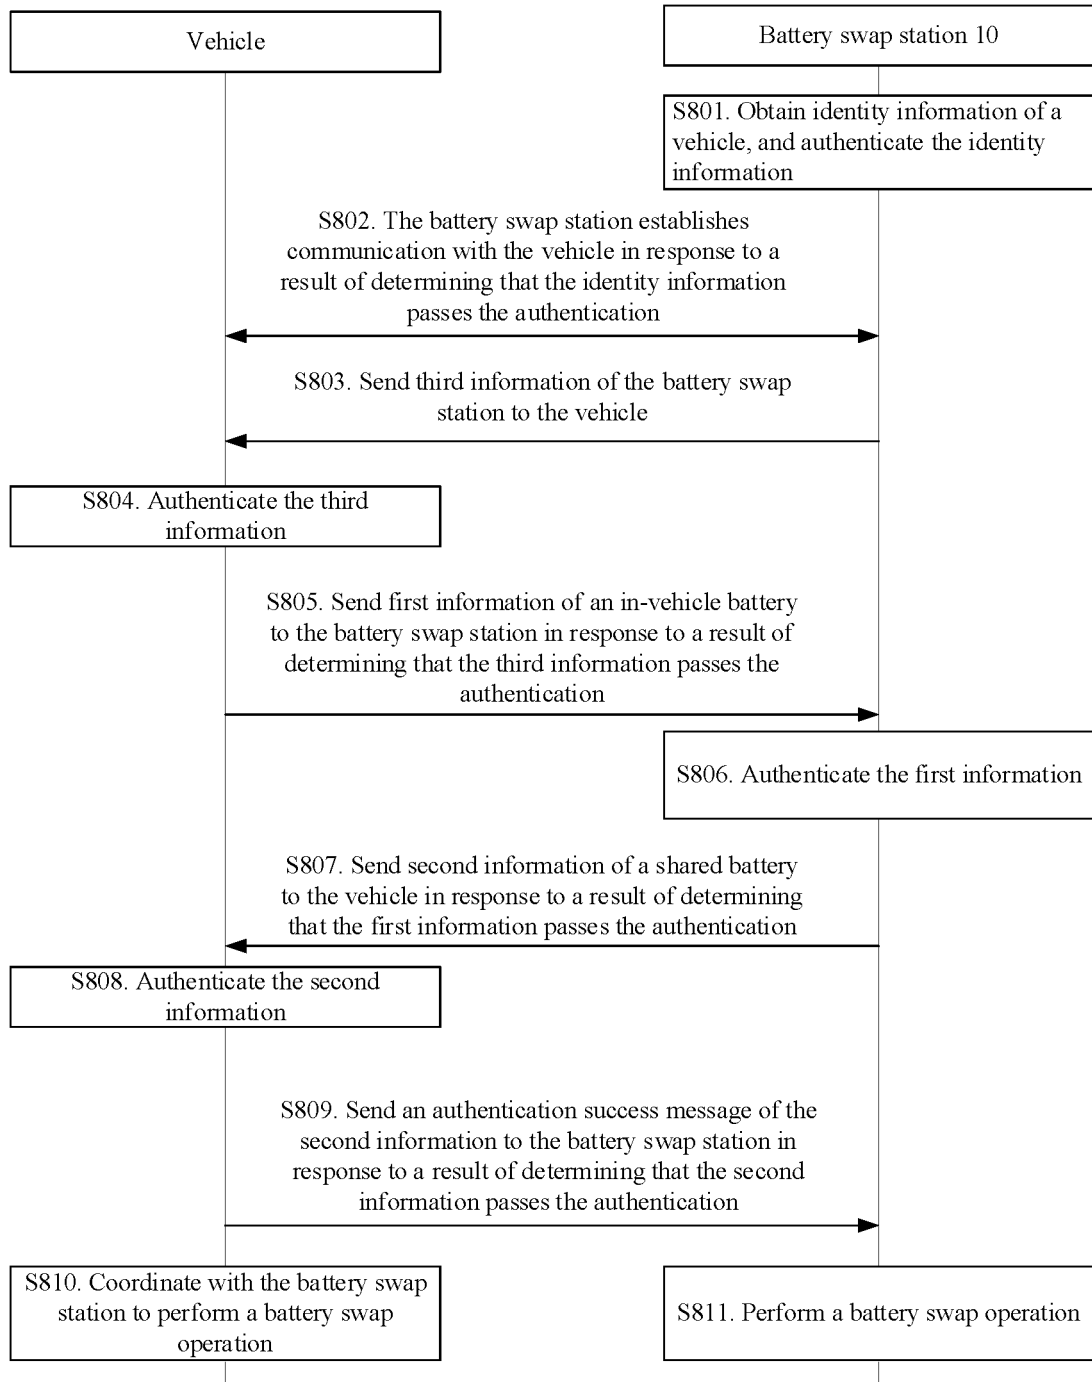 Vehicle
Battery swap station 10
S801. Obtain identity information of a
vehicle, and authenticate the identity
information
S802. The battery swap station establishes
communication with the vehicle in response to a
result of determining that the identity information
passes the authentication
S803. Send third information of the battery swap
station to the vehicle
S804. Authenticate the third
information
S805. Send first information of an in-vehicle battery
to the battery swap station in response to a result of
determining that the third information passes the
authentication
S806. Authenticate the first information
S807. Send second information of a shared battery
to the vehicle in response to a result of determining
that the first information passes the authentication
S808. Authenticate the second
information
S809. Send an authentication success message of the
second information to the battery swap station in
response to a result of determining that the second
information passes the authentication
S810. Coordinate with the battery swap
station to perform a battery swap
operation
S811. Perform a battery swap operation